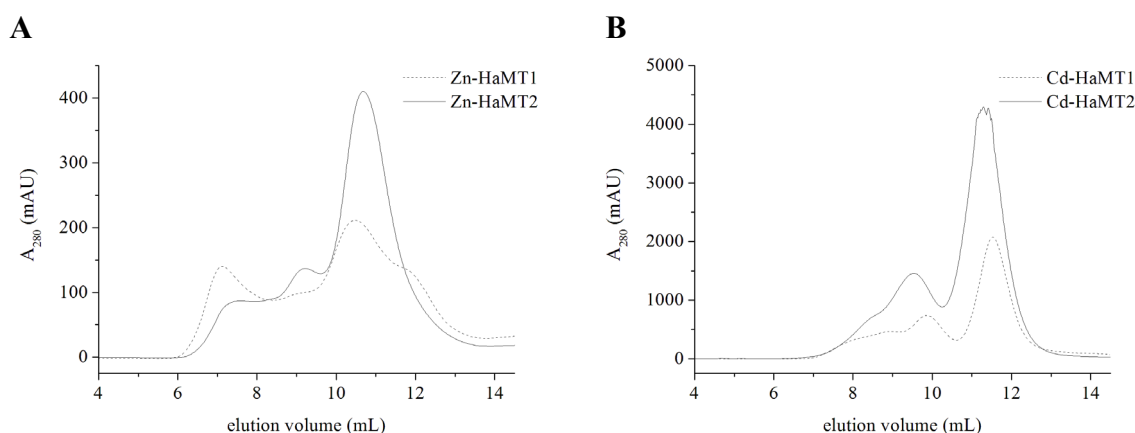 A
Zn-HaMT1
Zn-HaMT2
400
300
200
100
0
A280 (mAU)
4 6 8 10 12 14
elution volume (mL)
B
Cd-HaMT1
Cd-HaMT2
5000
4000
3000
2000
1000
0
A280 (mAU)
4 6 8 10 12 14
elution volume (mL)